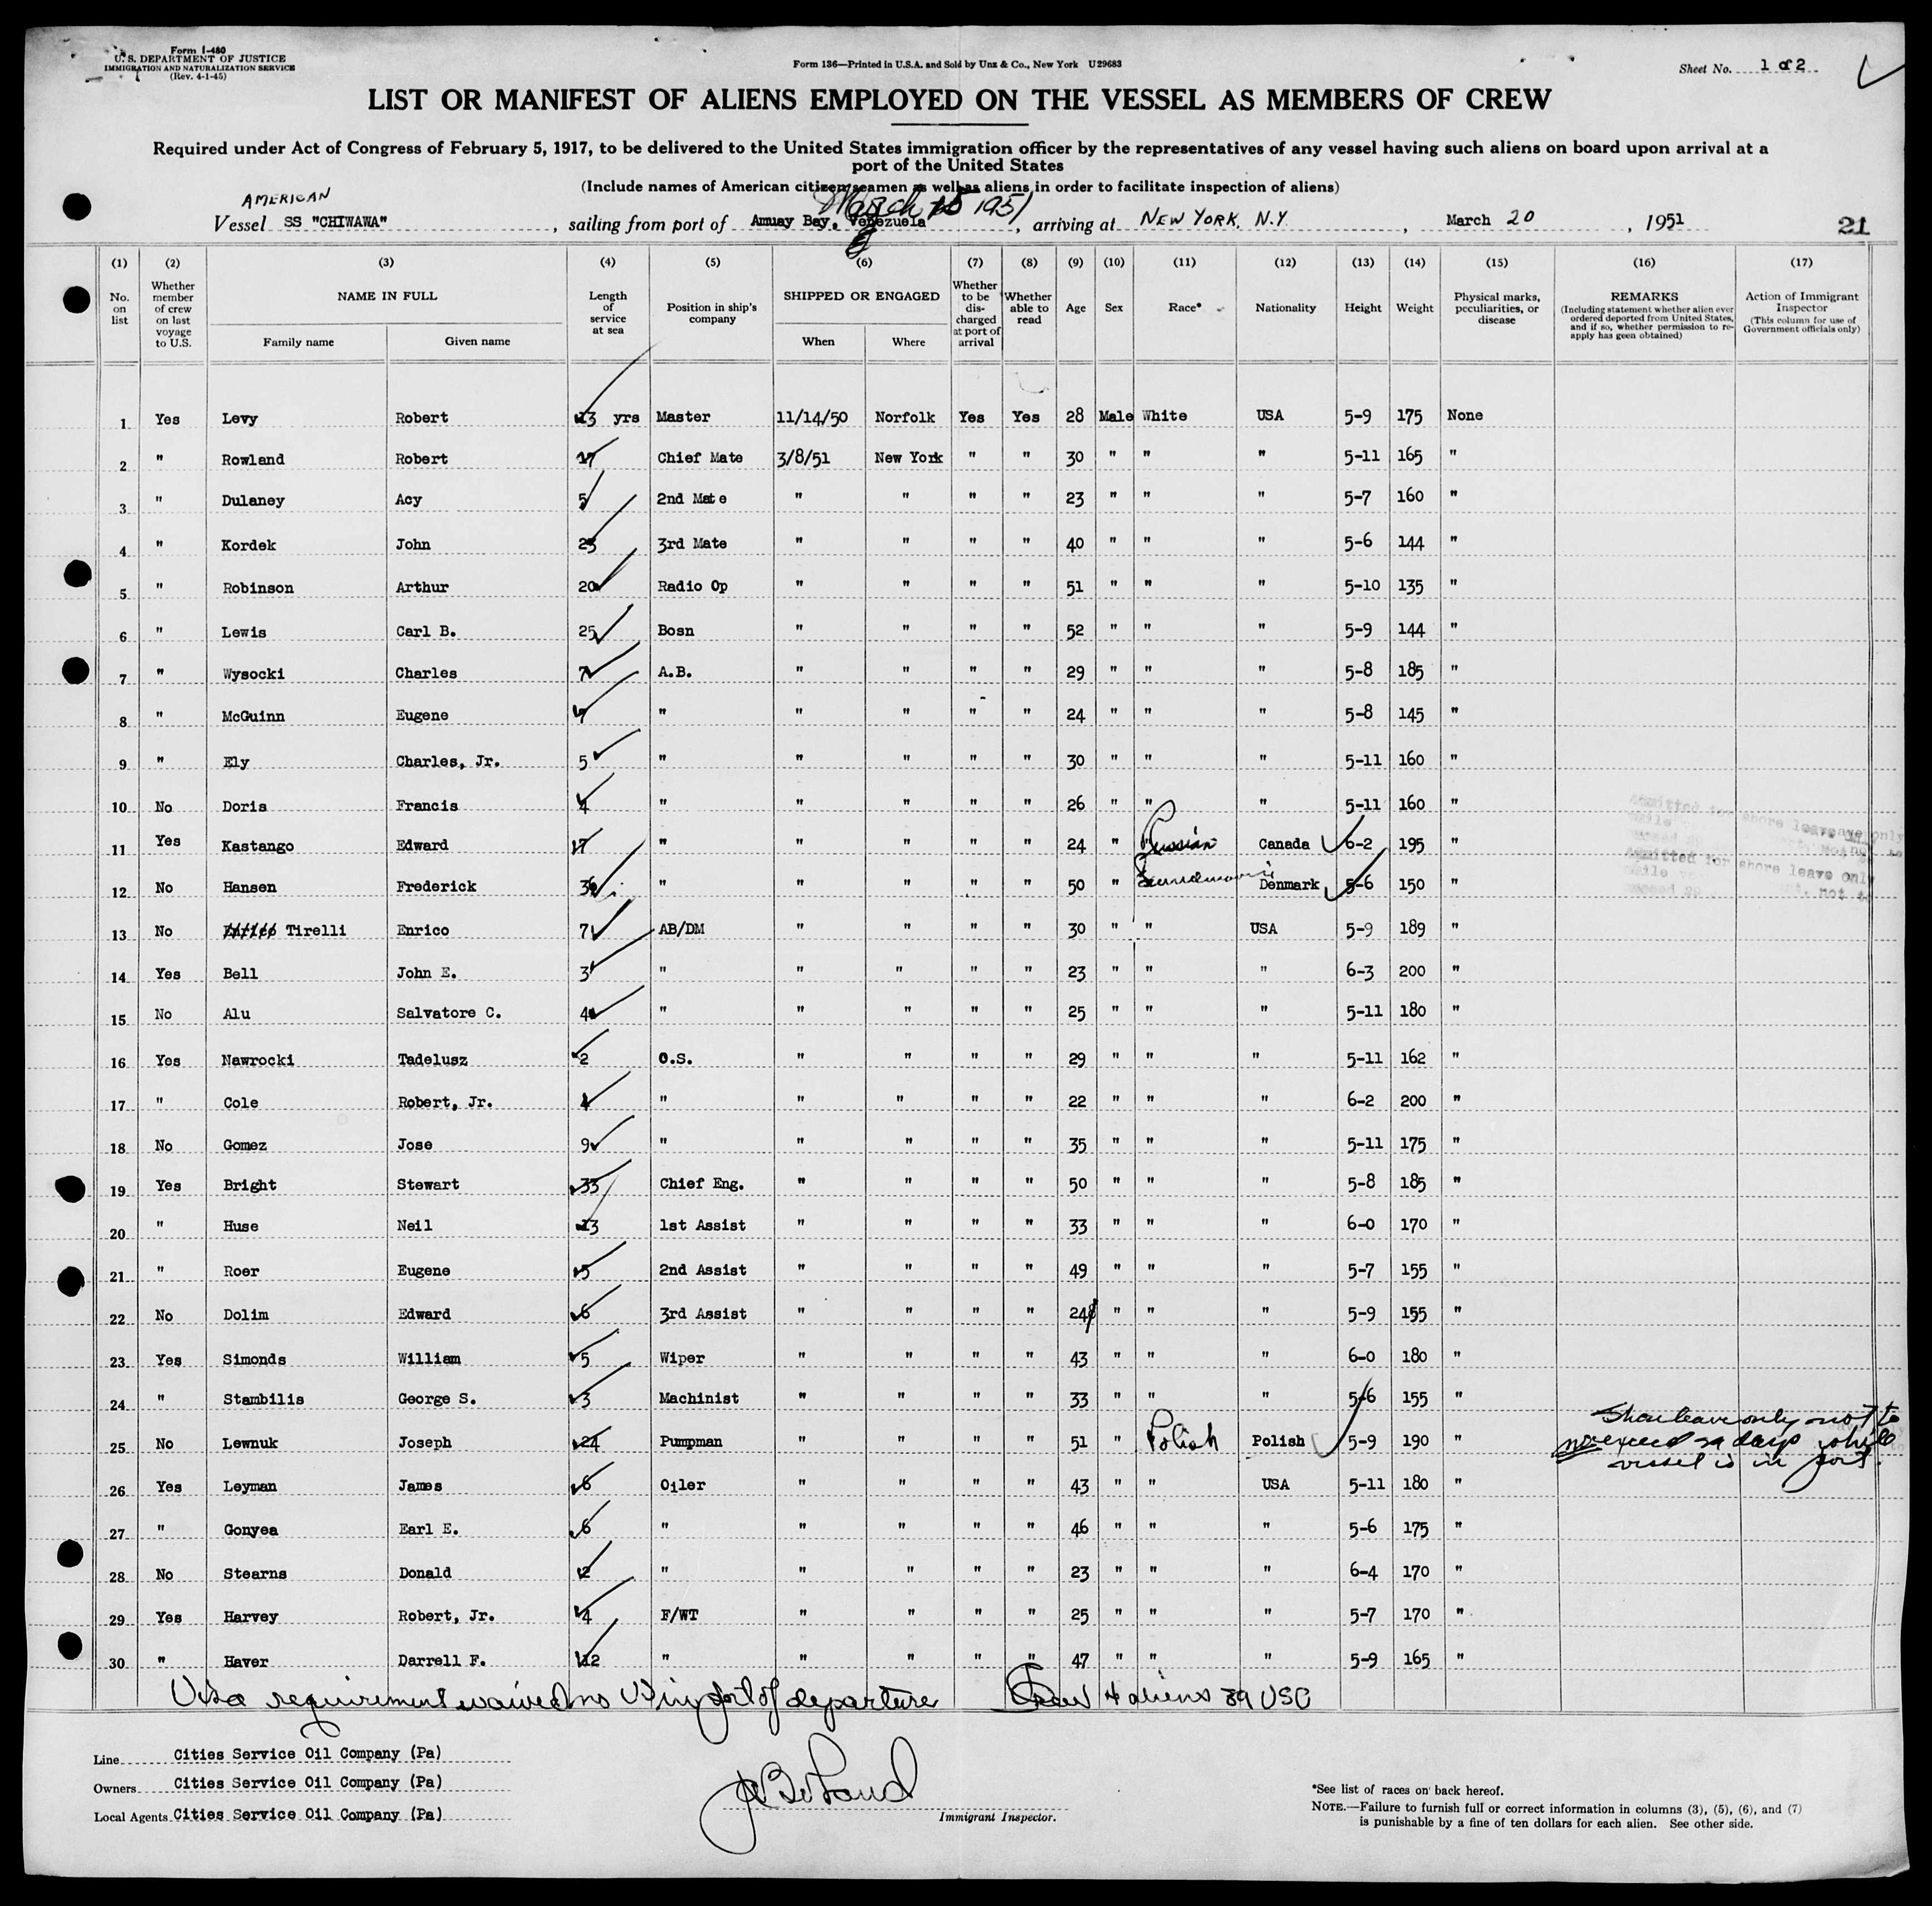 Form I-480
U. S. DEPARTMENT OF JUSTICE
IMMIGRATION AND NATURALIZATION SERVICE
(Rev. 4-1-45)
Form 136—Printed in U.S.A. and Sold by Unz & Co., New York U29683
Sheet No. 1 of 2
LIST OR MANIFEST OF ALIENS EMPLOYED ON THE VESSEL AS MEMBERS OF CREW
Required under Act of Congress of February 5, 1917, to be delivered to the United States immigration officer by the representatives of any vessel having such aliens on board upon arrival at a
port of the United States
(Include names of American citizen seamen as well as aliens in order to facilitate inspection of aliens)
AMERICAN
March 15 1951
Vessel SS "CHIWAWA", sailing from port of Amuay Bay, Venezuela, arriving at NEW YORK, N.Y., March 20, 1951 21
(1) (2) (3) (4) (5) (6) (7) (8) (9) (10) (11) (12) (13) (14) (15) (16) (17)
No. on list Whether member of crew on last voyage to U.S. NAME IN FULL Family name Given name Length of service at sea Position in ship's company SHIPPED OR ENGAGED When Where Whether to be discharged at port of arrival Whether able to read Age Sex Race* Nationality Height Weight Physical marks, peculiarities, or disease REMARKS (Including statement whether alien ever ordered deported from United States, and if so, whether permission to re-apply has geen obtained) Action of Immigrant Inspector (This column for use of Government officials only)
1 Yes Levy Robert 13 yrs Master 11/14/50 Norfolk Yes Yes 28 Male White USA 5-9 175 None
2 " Rowland Robert 17 Chief Mate 3/8/51 New York " " 30 " " " 5-11 165 "
3 " Dulaney Acy 5 2nd Mate " " " " 23 " " " 5-7 160 "
4 " Kordek John 23 3rd Mate " " " " 40 " " " 5-6 144 "
5 " Robinson Arthur 20 Radio Op " " " " 51 " " " 5-10 135 "
6 " Lewis Carl B. 25 Bosn " " " " 52 " " " 5-9 144 "
7 " Wysocki Charles 7 A.B. " " " " 29 " " " 5-8 185 "
8 " McGuinn Eugene 7 " " " " " 24 " " " 5-8 145 "
9 " Ely Charles, Jr. 5 " " " " " 30 " " " 5-11 160 "
10 No Doris Francis 4 " " " " " 26 " " " 5-11 160 "
11 Yes Kastango Edward 17 " " " " " 24 " Russian Canada 6-2 195 " shore leave only
12 No Hansen Frederick 36 " " " " " 50 " Scandinavian Denmark 5-6 150 " Admitted for shore leave only
13 No Tirelli Enrico 7 AB/DM " " " " 30 " " USA 5-9 189 "
14 Yes Bell John E. 3 " " " " " 23 " " " 6-3 200 "
15 No Alu Salvatore C. 4 " " " " " 25 " " " 5-11 180 "
16 Yes Nawrocki Tadelusz 2 O.S. " " " " 29 " " " 5-11 162 "
17 " Cole Robert, Jr. 4 " " " " " 22 " " " 6-2 200 "
18 No Gomez Jose 9 " " " " " 35 " " " 5-11 175 "
19 Yes Bright Stewart 33 Chief Eng. " " " " 50 " " " 5-8 185 "
20 " Huse Neil 13 1st Assist " " " " 33 " " " 6-0 170 "
21 " Roer Eugene 5 2nd Assist " " " " 49 " " " 5-7 155 "
22 No Dolim Edward 6 3rd Assist " " " " 24 " " " 5-9 155 "
23 Yes Simonds William 5 Wiper " " " " 43 " " " 6-0 180 "
24 " Stambilis George S. 3 Machinist " " " " 33 " " " 5-6 155 "
25 No Lewnuk Joseph 24 Pumpman " " " " 51 " Polish Polish 5-9 190 " Shore leave only not to
exceed 29 days while
vessel is in port.
26 Yes Leyman James 6 Oiler " " " " 43 " " USA 5-11 180 "
27 " Gonyea Earl E. 6 " " " " " 46 " " " 5-6 175 "
28 No Stearns Donald 2 " " " " " 23 " " " 6-4 170 "
29 Yes Harvey Robert, Jr. 4 F/WT " " " " 25 " " " 5-7 170 "
30 " Haver Darrell F. 12 " " " " " 47 " " " 5-9 165 "
Visa requirement waived no USC in port of departure Crew 4 aliens 39 USC
Line Cities Service Oil Company (Pa)
Owners Cities Service Oil Company (Pa)
Local Agents Cities Service Oil Company (Pa)
Immigrant Inspector.
*See list of races on back hereof.
NOTE.—Failure to furnish full or correct information in columns (3), (5), (6), and (7)
is punishable by a fine of ten dollars for each alien. See other side.